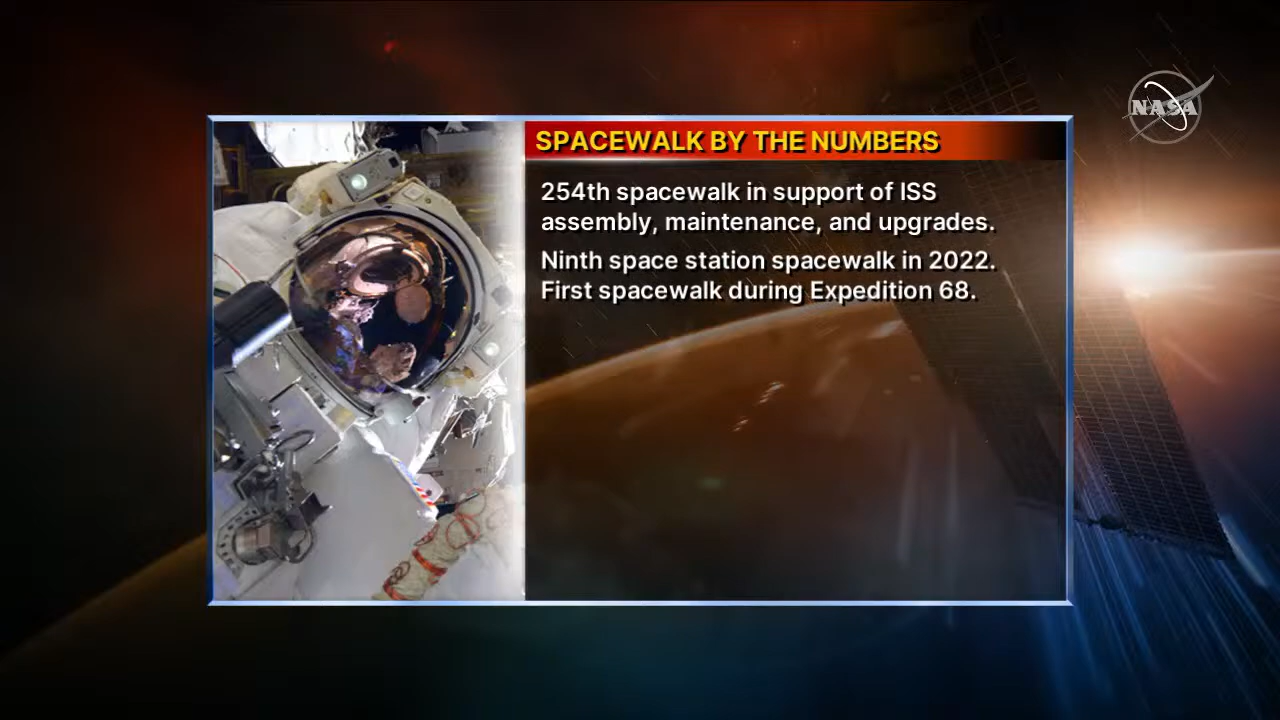 NASA
SPACEWALK BY THE NUMBERS
254th spacewalk in support of ISS
assembly, maintenance, and upgrades.
Ninth space station spacewalk in 2022.
First spacewalk during Expedition 68.